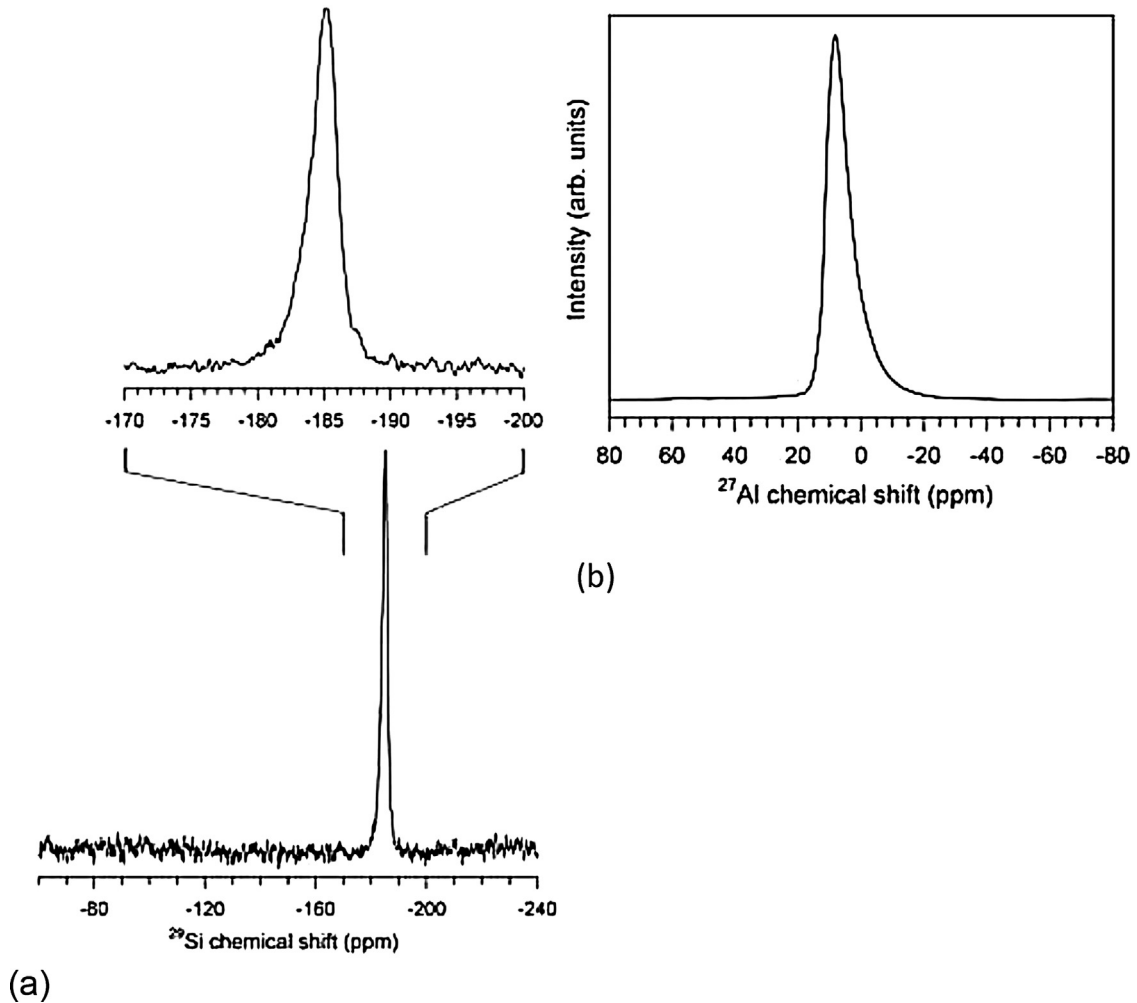 -170 -175 -180 -185 -190 -195 -200
-80 -120 -160 -200 -240
²⁹Si chemical shift (ppm)
(a)
Intensity (arb. units)
80 60 40 20 0 -20 -40 -60 -80
²⁷Al chemical shift (ppm)
(b)